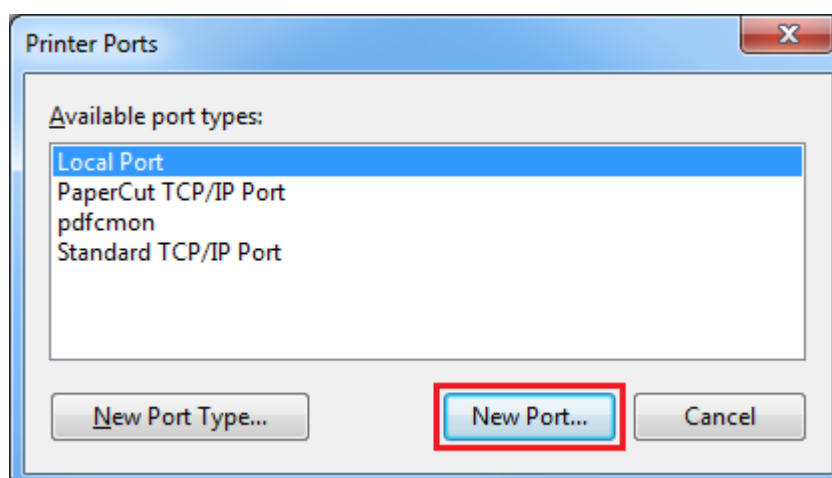 Printer Ports
Available port types:
Local Port
PaperCut TCP/IP Port
pdfcmon
Standard TCP/IP Port
New Port Type... New Port... Cancel